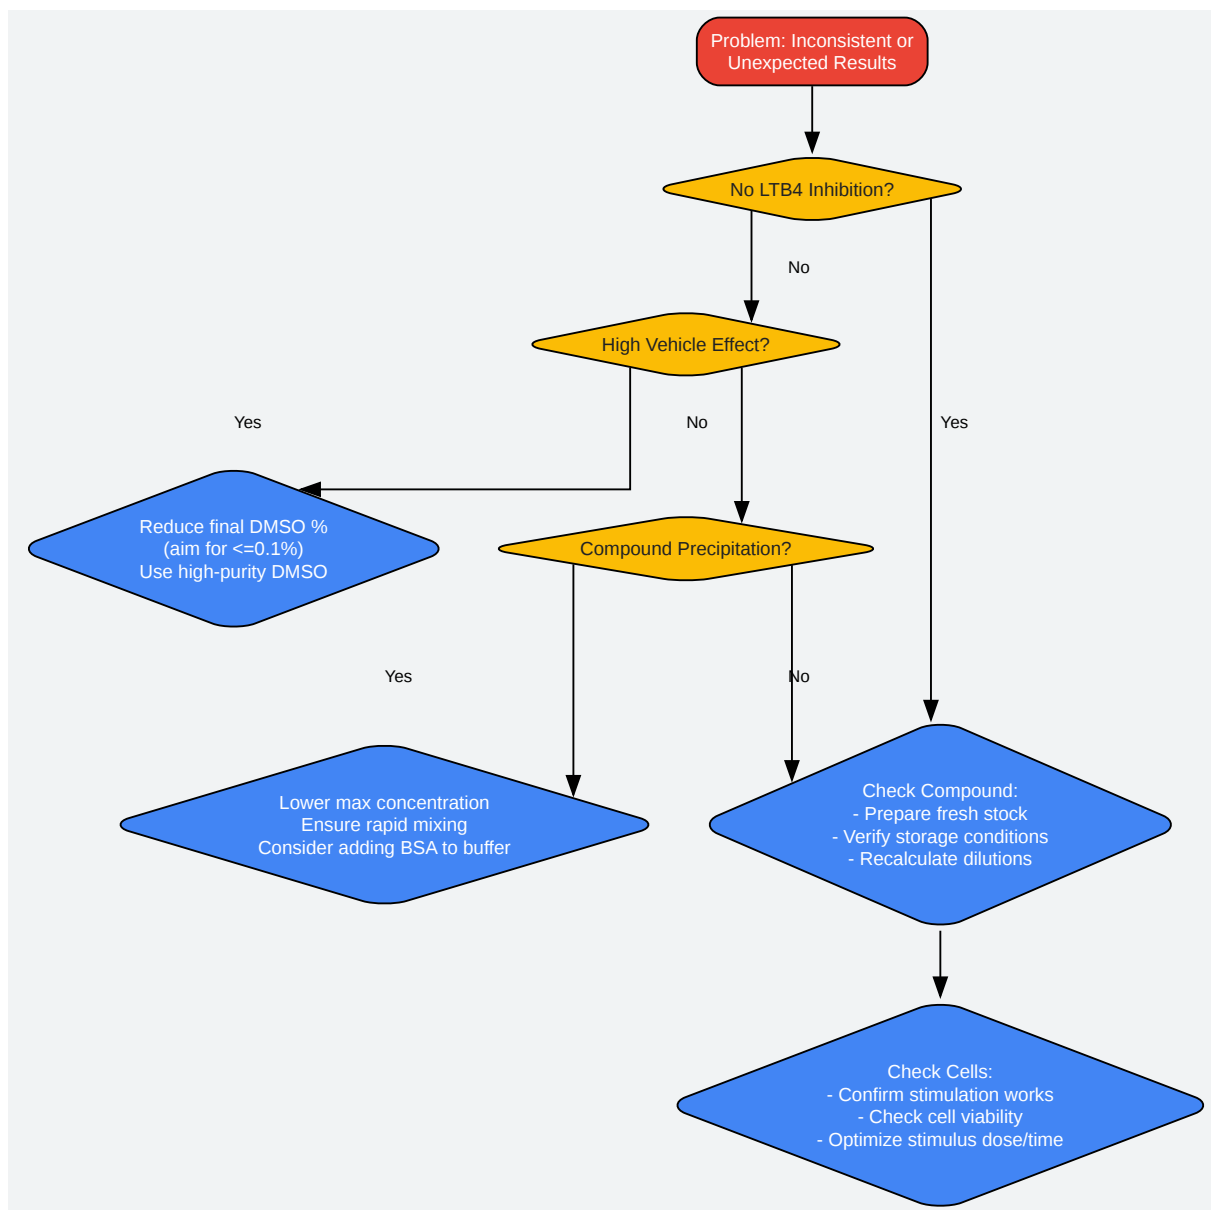 Problem: Inconsistent or
Unexpected Results
No LTB4 Inhibition?
No
High Vehicle Effect?
Yes
No
Yes
Reduce final DMSO %
(aim for <=0.1%)
Use high-purity DMSO
Compound Precipitation?
Yes
No
Lower max concentration
Ensure rapid mixing
Consider adding BSA to buffer
Check Compound:
- Prepare fresh stock
- Verify storage conditions
- Recalculate dilutions
Check Cells:
- Confirm stimulation works
- Check cell viability
- Optimize stimulus dose/time